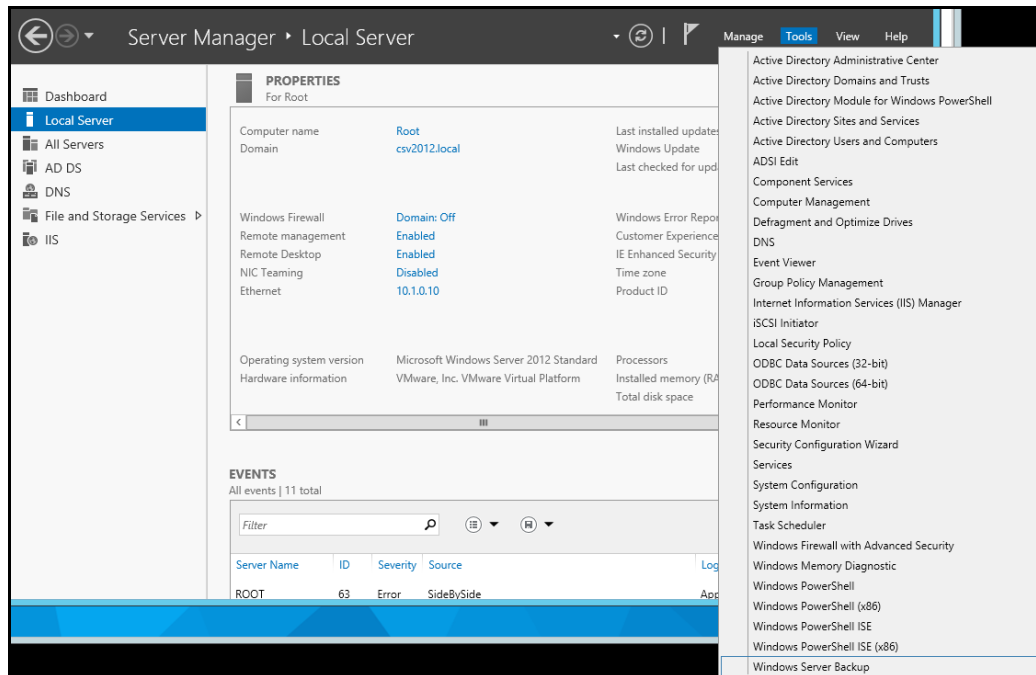 Server Manager ‣ Local Server
Manage Tools View Help
Dashboard
Local Server
All Servers
AD DS
DNS
File and Storage Services
IIS
PROPERTIES
For Root
Computer name Root
Domain csv2012.local
Last installed updates
Windows Update
Last checked for upd
Windows Firewall Domain: Off
Remote management Enabled
Remote Desktop Enabled
NIC Teaming Disabled
Ethernet 10.1.0.10
Windows Error Repor
Customer Experience
IE Enhanced Security
Time zone
Product ID
Operating system version Microsoft Windows Server 2012 Standard
Hardware information VMware, Inc. VMware Virtual Platform
Processors
Installed memory (RA
Total disk space
EVENTS
All events | 11 total
Filter
Server Name ID Severity Source Log
ROOT 63 Error SideBySide App
Active Directory Administrative Center
Active Directory Domains and Trusts
Active Directory Module for Windows PowerShell
Active Directory Sites and Services
Active Directory Users and Computers
ADSI Edit
Component Services
Computer Management
Defragment and Optimize Drives
DNS
Event Viewer
Group Policy Management
Internet Information Services (IIS) Manager
iSCSI Initiator
Local Security Policy
ODBC Data Sources (32-bit)
ODBC Data Sources (64-bit)
Performance Monitor
Resource Monitor
Security Configuration Wizard
Services
System Configuration
System Information
Task Scheduler
Windows Firewall with Advanced Security
Windows Memory Diagnostic
Windows PowerShell
Windows PowerShell (x86)
Windows PowerShell ISE
Windows PowerShell ISE (x86)
Windows Server Backup